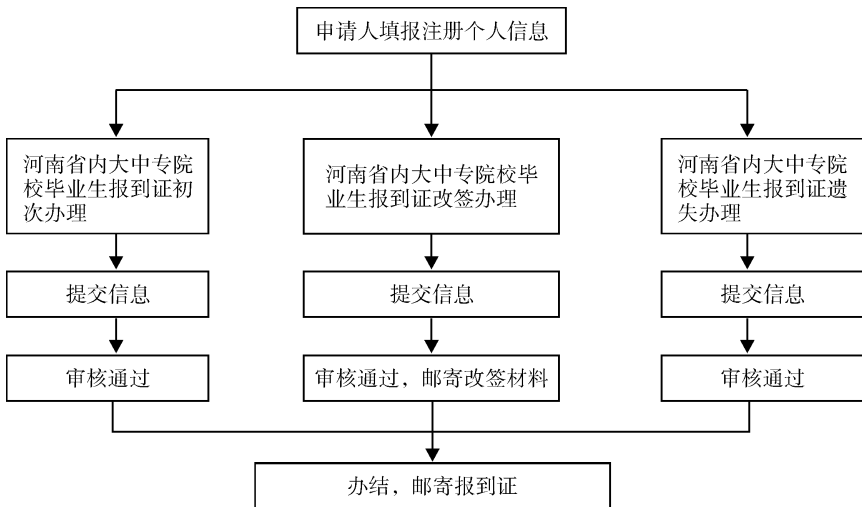 申请人填报注册个人信息
河南省内大中专院
校毕业生报到证初
次办理
河南省内大中专院校毕
业生报到证改签办理
河南省内大中专院
校毕业生报到证遗
失办理
提交信息
提交信息
提交信息
审核通过
审核通过，邮寄改签材料
审核通过
办结，邮寄报到证